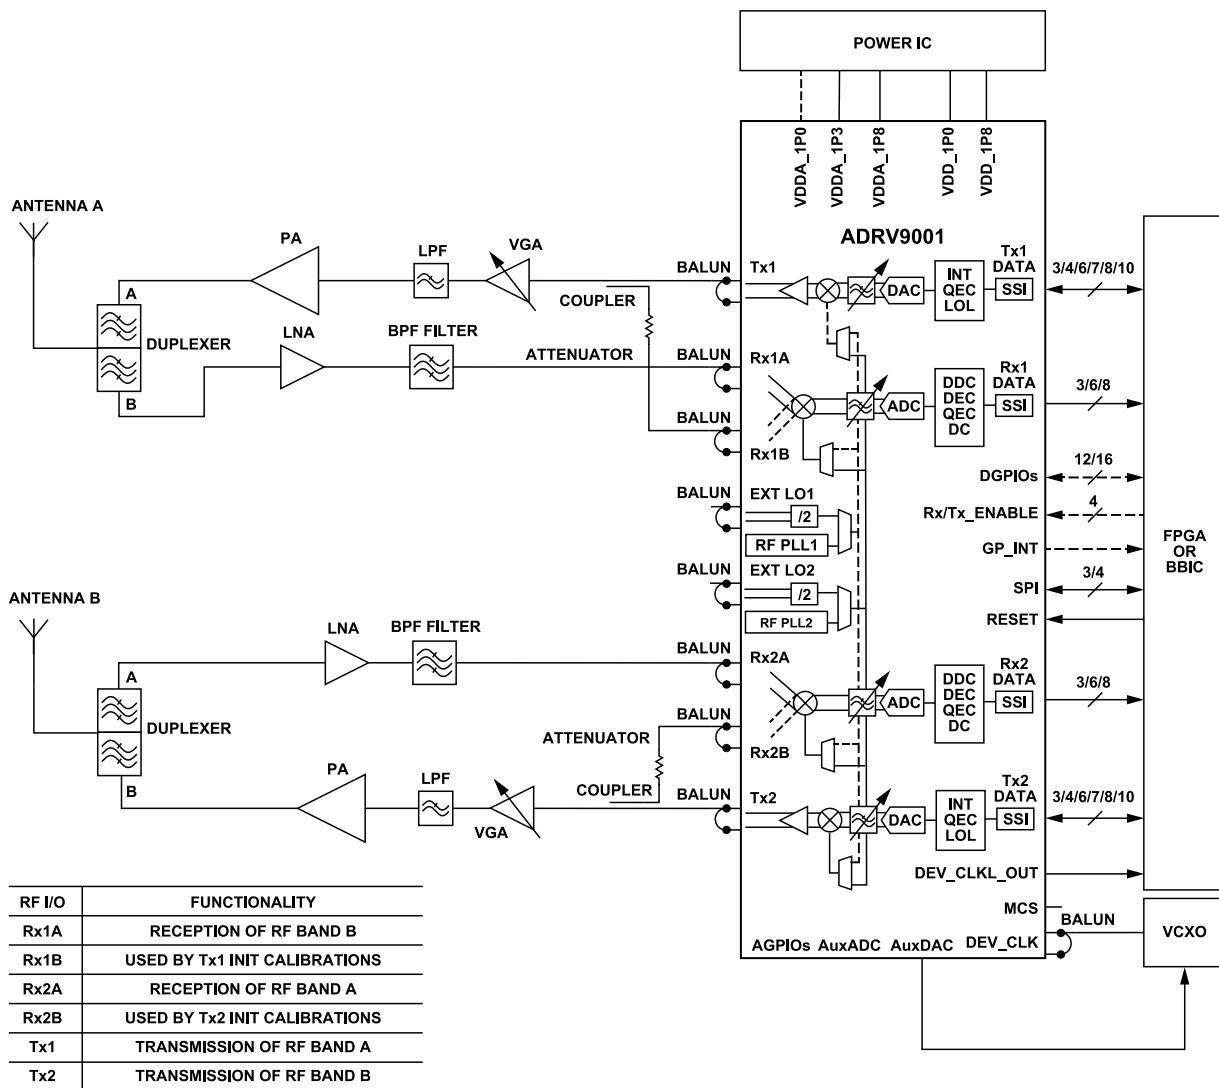 POWER IC
VDDA_1P0
VDDA_1P3
VDDA_1P8
VDD_1P0
VDD_1P8
ADRV9001
ANTENNA A
PA
LPF
VGA
BALUN
Tx1
DAC
INT
QEC
LOL
Tx1
DATA
SSI
3/4/6/7/8/10
COUPLER
A
DUPLEXER
B
LNA
BPF FILTER
ATTENUATOR
BALUN
Rx1A
ADC
DDC
DEC
QEC
DC
Rx1
DATA
SSI
3/6/8
BALUN
Rx1B
DGPIOs
12/16
BALUN
EXT LO1
/2
RF PLL1
Rx/Tx_ENABLE
4
FPGA
OR
BBIC
GP_INT
BALUN
EXT LO2
/2
RF PLL2
SPI
3/4
RESET
ANTENNA B
LNA
BPF FILTER
BALUN
Rx2A
ADC
DDC
DEC
QEC
DC
Rx2
DATA
SSI
3/6/8
A
DUPLEXER
B
BALUN
Rx2B
ATTENUATOR
COUPLER
PA
LPF
VGA
BALUN
Tx2
DAC
INT
QEC
LOL
Tx2
DATA
SSI
3/4/6/7/8/10
DEV_CLKL_OUT
MCS
BALUN
VCXO
AGPIOs AuxADC AuxDAC DEV_CLK
RF I/O FUNCTIONALITY
Rx1A RECEPTION OF RF BAND B
Rx1B USED BY Tx1 INIT CALIBRATIONS
Rx2A RECEPTION OF RF BAND A
Rx2B USED BY Tx2 INIT CALIBRATIONS
Tx1 TRANSMISSION OF RF BAND A
Tx2 TRANSMISSION OF RF BAND B